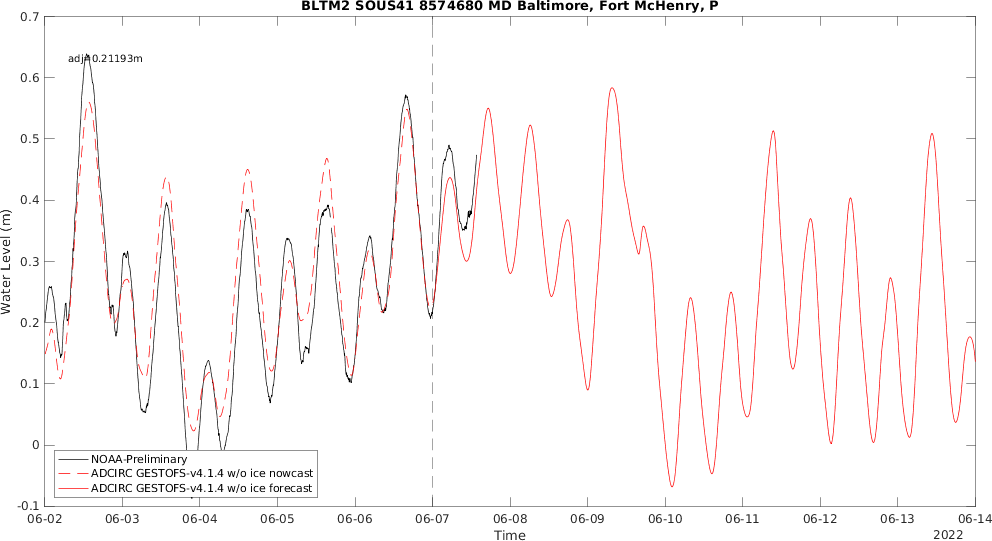 BLTM2 SOUS41 8574680 MD Baltimore, Fort McHenry, P
0.7
adj=0.21193m
0.6
0.5
0.4
0.3
0.2
0.1
0
-0.1
Water Level (m)
NOAA-Preliminary
ADCIRC GESTOFS-v4.1.4 w/o ice nowcast
ADCIRC GESTOFS-v4.1.4 w/o ice forecast
06-02 06-03 06-04 06-05 06-06 06-07 06-08 06-09 06-10 06-11 06-12 06-13 06-14
Time
2022